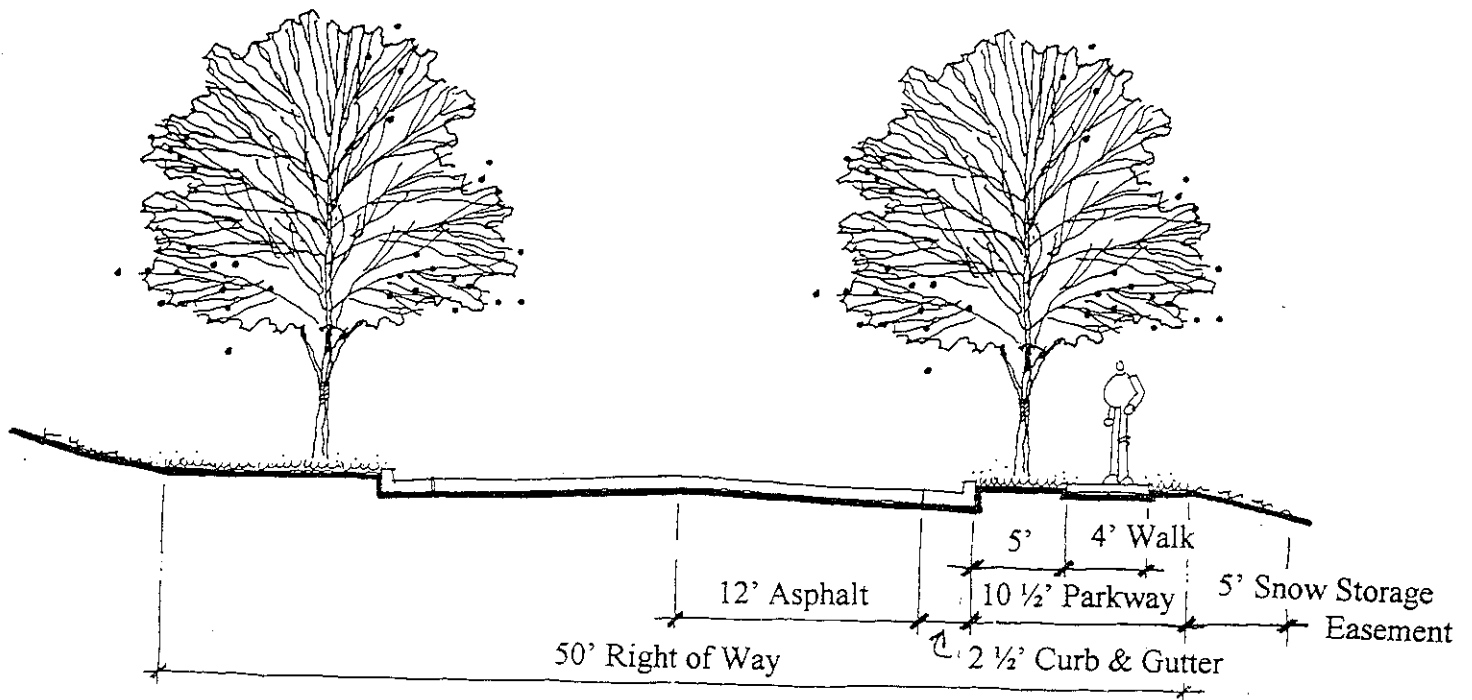 5’
4’ Walk
12’ Asphalt
10 ½’ Parkway
5’ Snow Storage
Easement
50’ Right of Way
2 ½’ Curb & Gutter